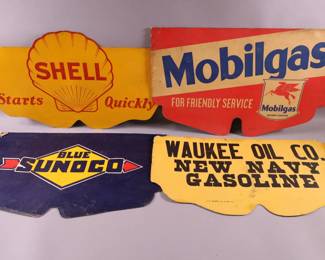 SHELL
Starts Quickly
Mobilgas
FOR FRIENDLY SERVICE
Mobilgas
BLUE
SUNOCO
WAUKEE OIL CO.
NEW NAVY
GASOLINE